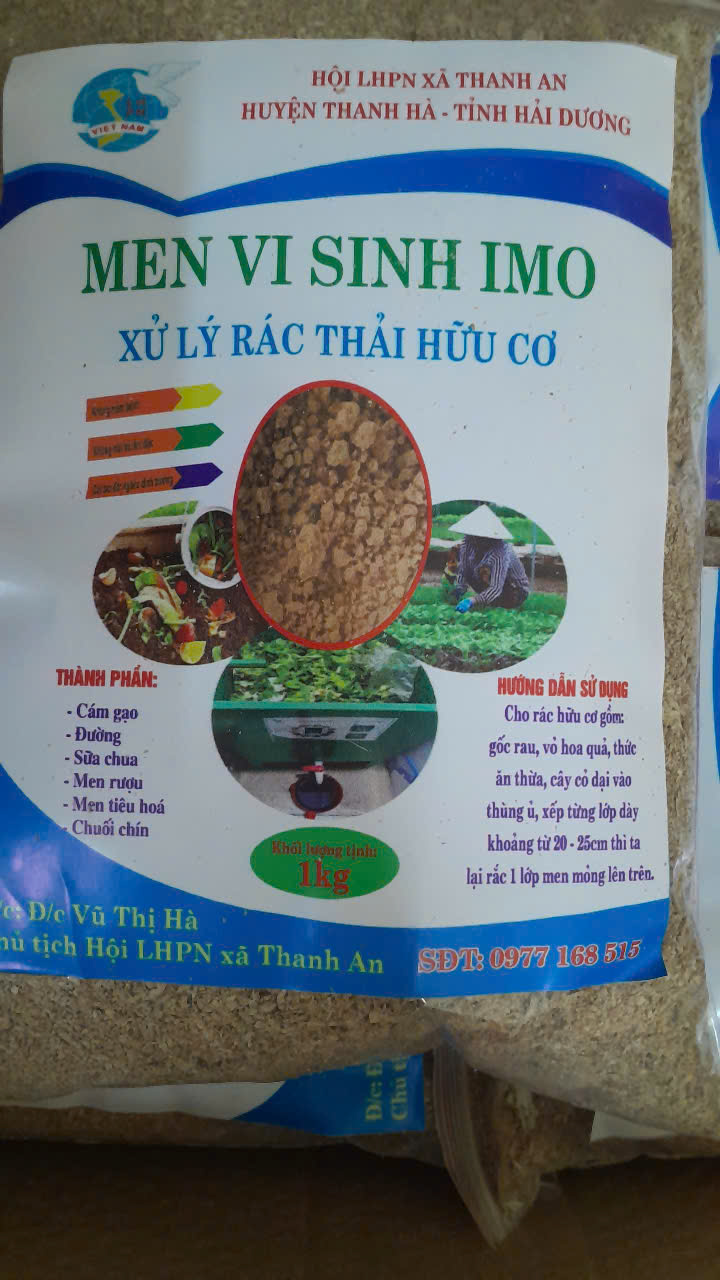 HỘI LHPN XÃ THANH AN
HUYỆN THANH HÀ - TỈNH HẢI DƯƠNG
VIỆT NAM
MEN VI SINH IMO
XỬ LÝ RÁC THẢI HỮU CƠ
THÀNH PHẦN:
- Cám gạo
- Đường
- Sữa chua
- Men rượu
- Men tiêu hoá
- Chuối chín
Khối lượng tịnh:
1kg
HƯỚNG DẪN SỬ DỤNG
Cho rác hữu cơ gồm:
gốc rau, vỏ hoa quả, thức
ăn thừa, cây cỏ dại vào
thùng ủ, xếp từng lớp dày
khoảng từ 20 - 25cm thì ta
lại rắc 1 lớp men mỏng lên trên.
/c: Đ/c Vũ Thị Hà
hủ tịch Hội LHPN xã Thanh An
SĐT: 0977 168 515
Đ/c: Đ
Chủ t